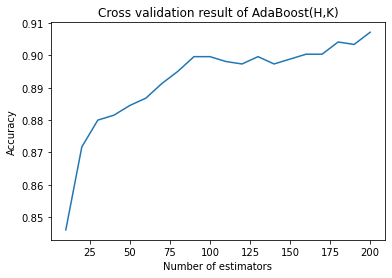 Cross validation result of AdaBoost(H,K)
0.91
0.90
0.89
0.88
0.87
0.86
0.85
Accuracy
25 50 75 100 125 150 175 200
Number of estimators